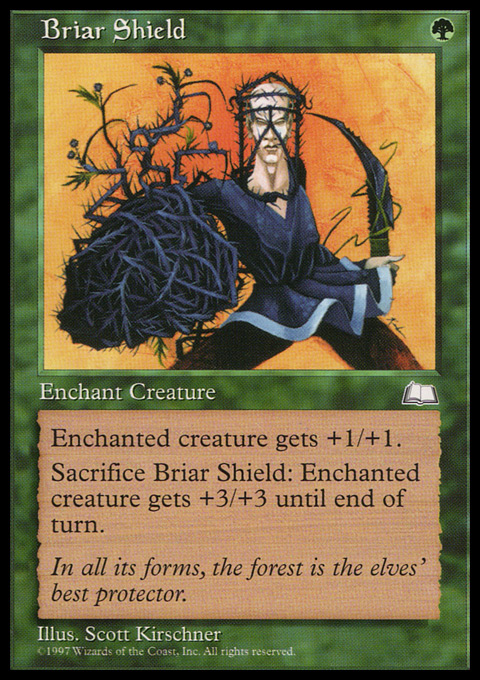 Briar Shield
Enchant Creature
Enchanted creature gets +1/+1.
Sacrifice Briar Shield: Enchanted
creature gets +3/+3 until end of
turn.
In all its forms, the forest is the elves'
best protector.
Illus. Scott Kirschner
©1997 Wizards of the Coast, Inc. All rights reserved.